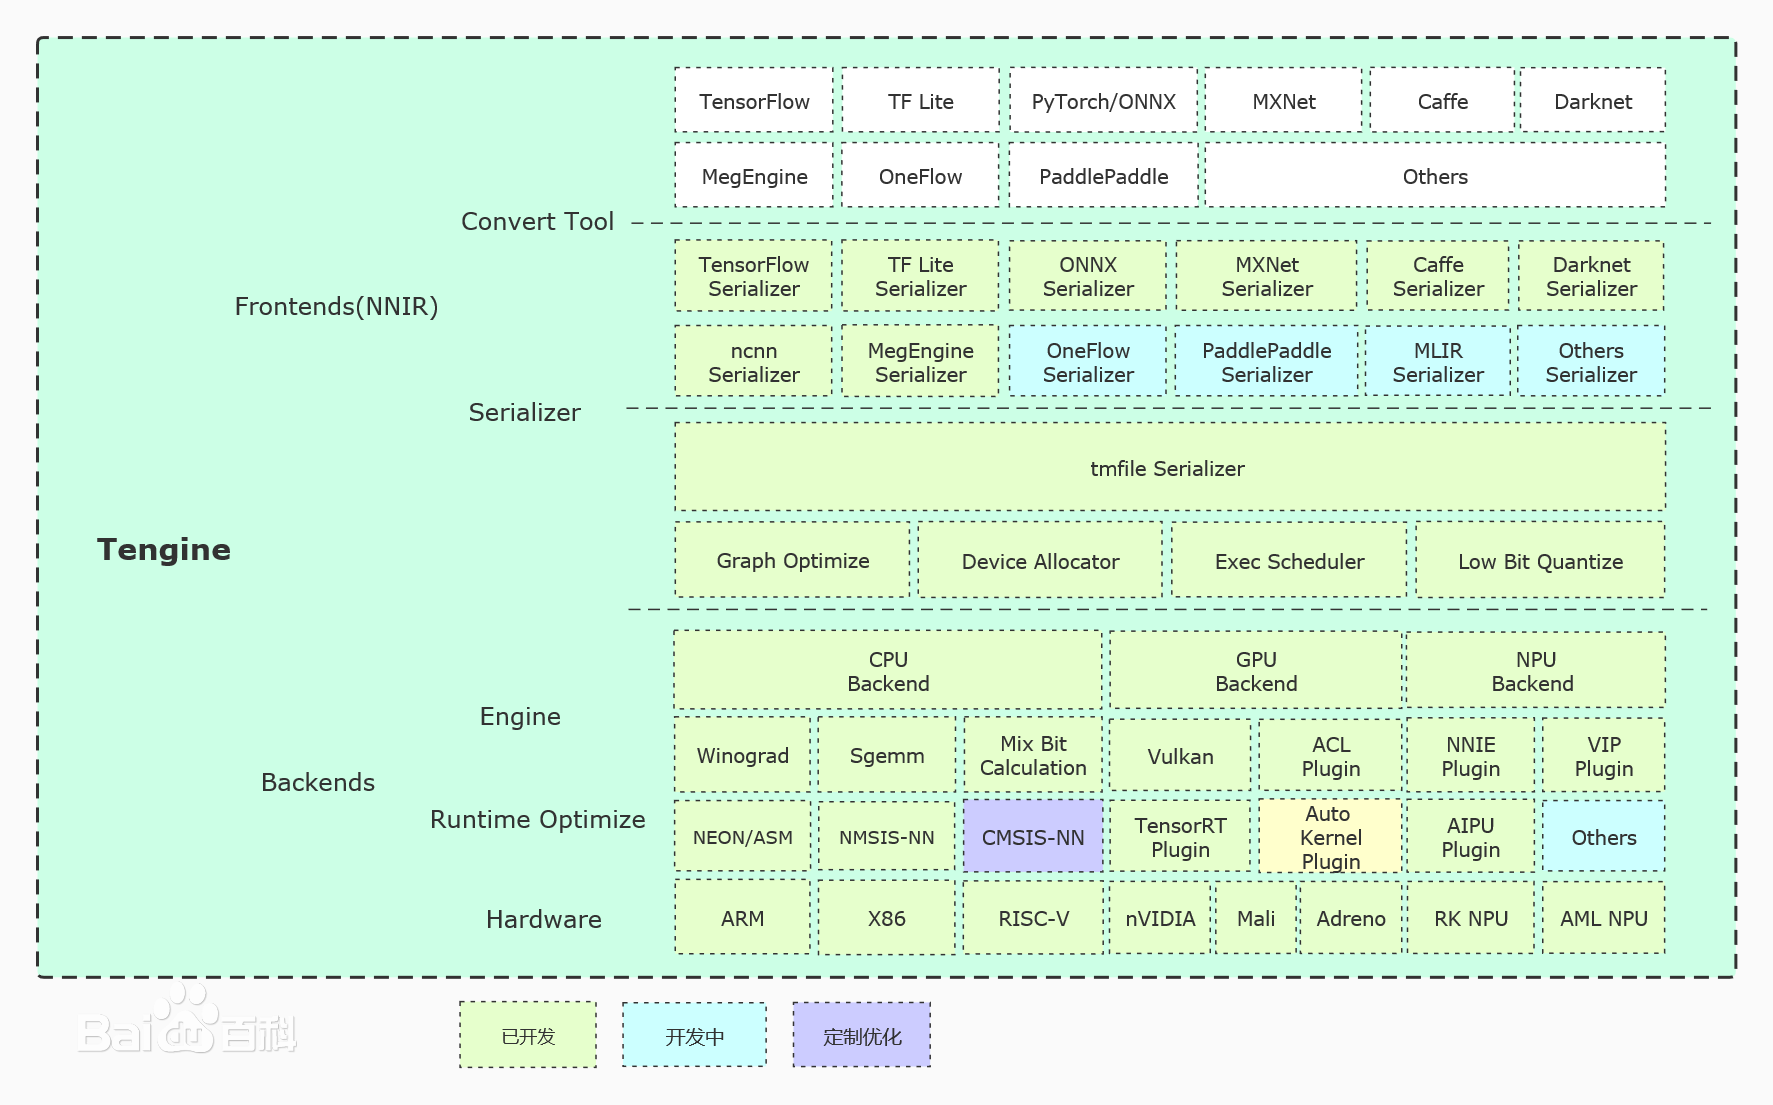 TensorFlow
TF Lite
PyTorch/ONNX
MXNet
Caffe
Darknet
MegEngine
OneFlow
PaddlePaddle
Others
Convert Tool
TensorFlow
Serializer
TF Lite
Serializer
ONNX
Serializer
MXNet
Serializer
Caffe
Serializer
Darknet
Serializer
Frontends(NNIR)
ncnn
Serializer
MegEngine
Serializer
OneFlow
Serializer
PaddlePaddle
Serializer
MLIR
Serializer
Others
Serializer
Serializer
tmfile Serializer
Tengine
Graph Optimize
Device Allocator
Exec Scheduler
Low Bit Quantize
CPU
Backend
GPU
Backend
NPU
Backend
Engine
Winograd
Sgemm
Mix Bit
Calculation
Vulkan
ACL
Plugin
NNIE
Plugin
VIP
Plugin
Backends
Runtime Optimize
NEON/ASM
NMSIS-NN
CMSIS-NN
TensorRT
Plugin
Auto
Kernel
Plugin
AIPU
Plugin
Others
Hardware
ARM
X86
RISC-V
nVIDIA
Mali
Adreno
RK NPU
AML NPU
Bai du 百科
已开发
开发中
定制优化